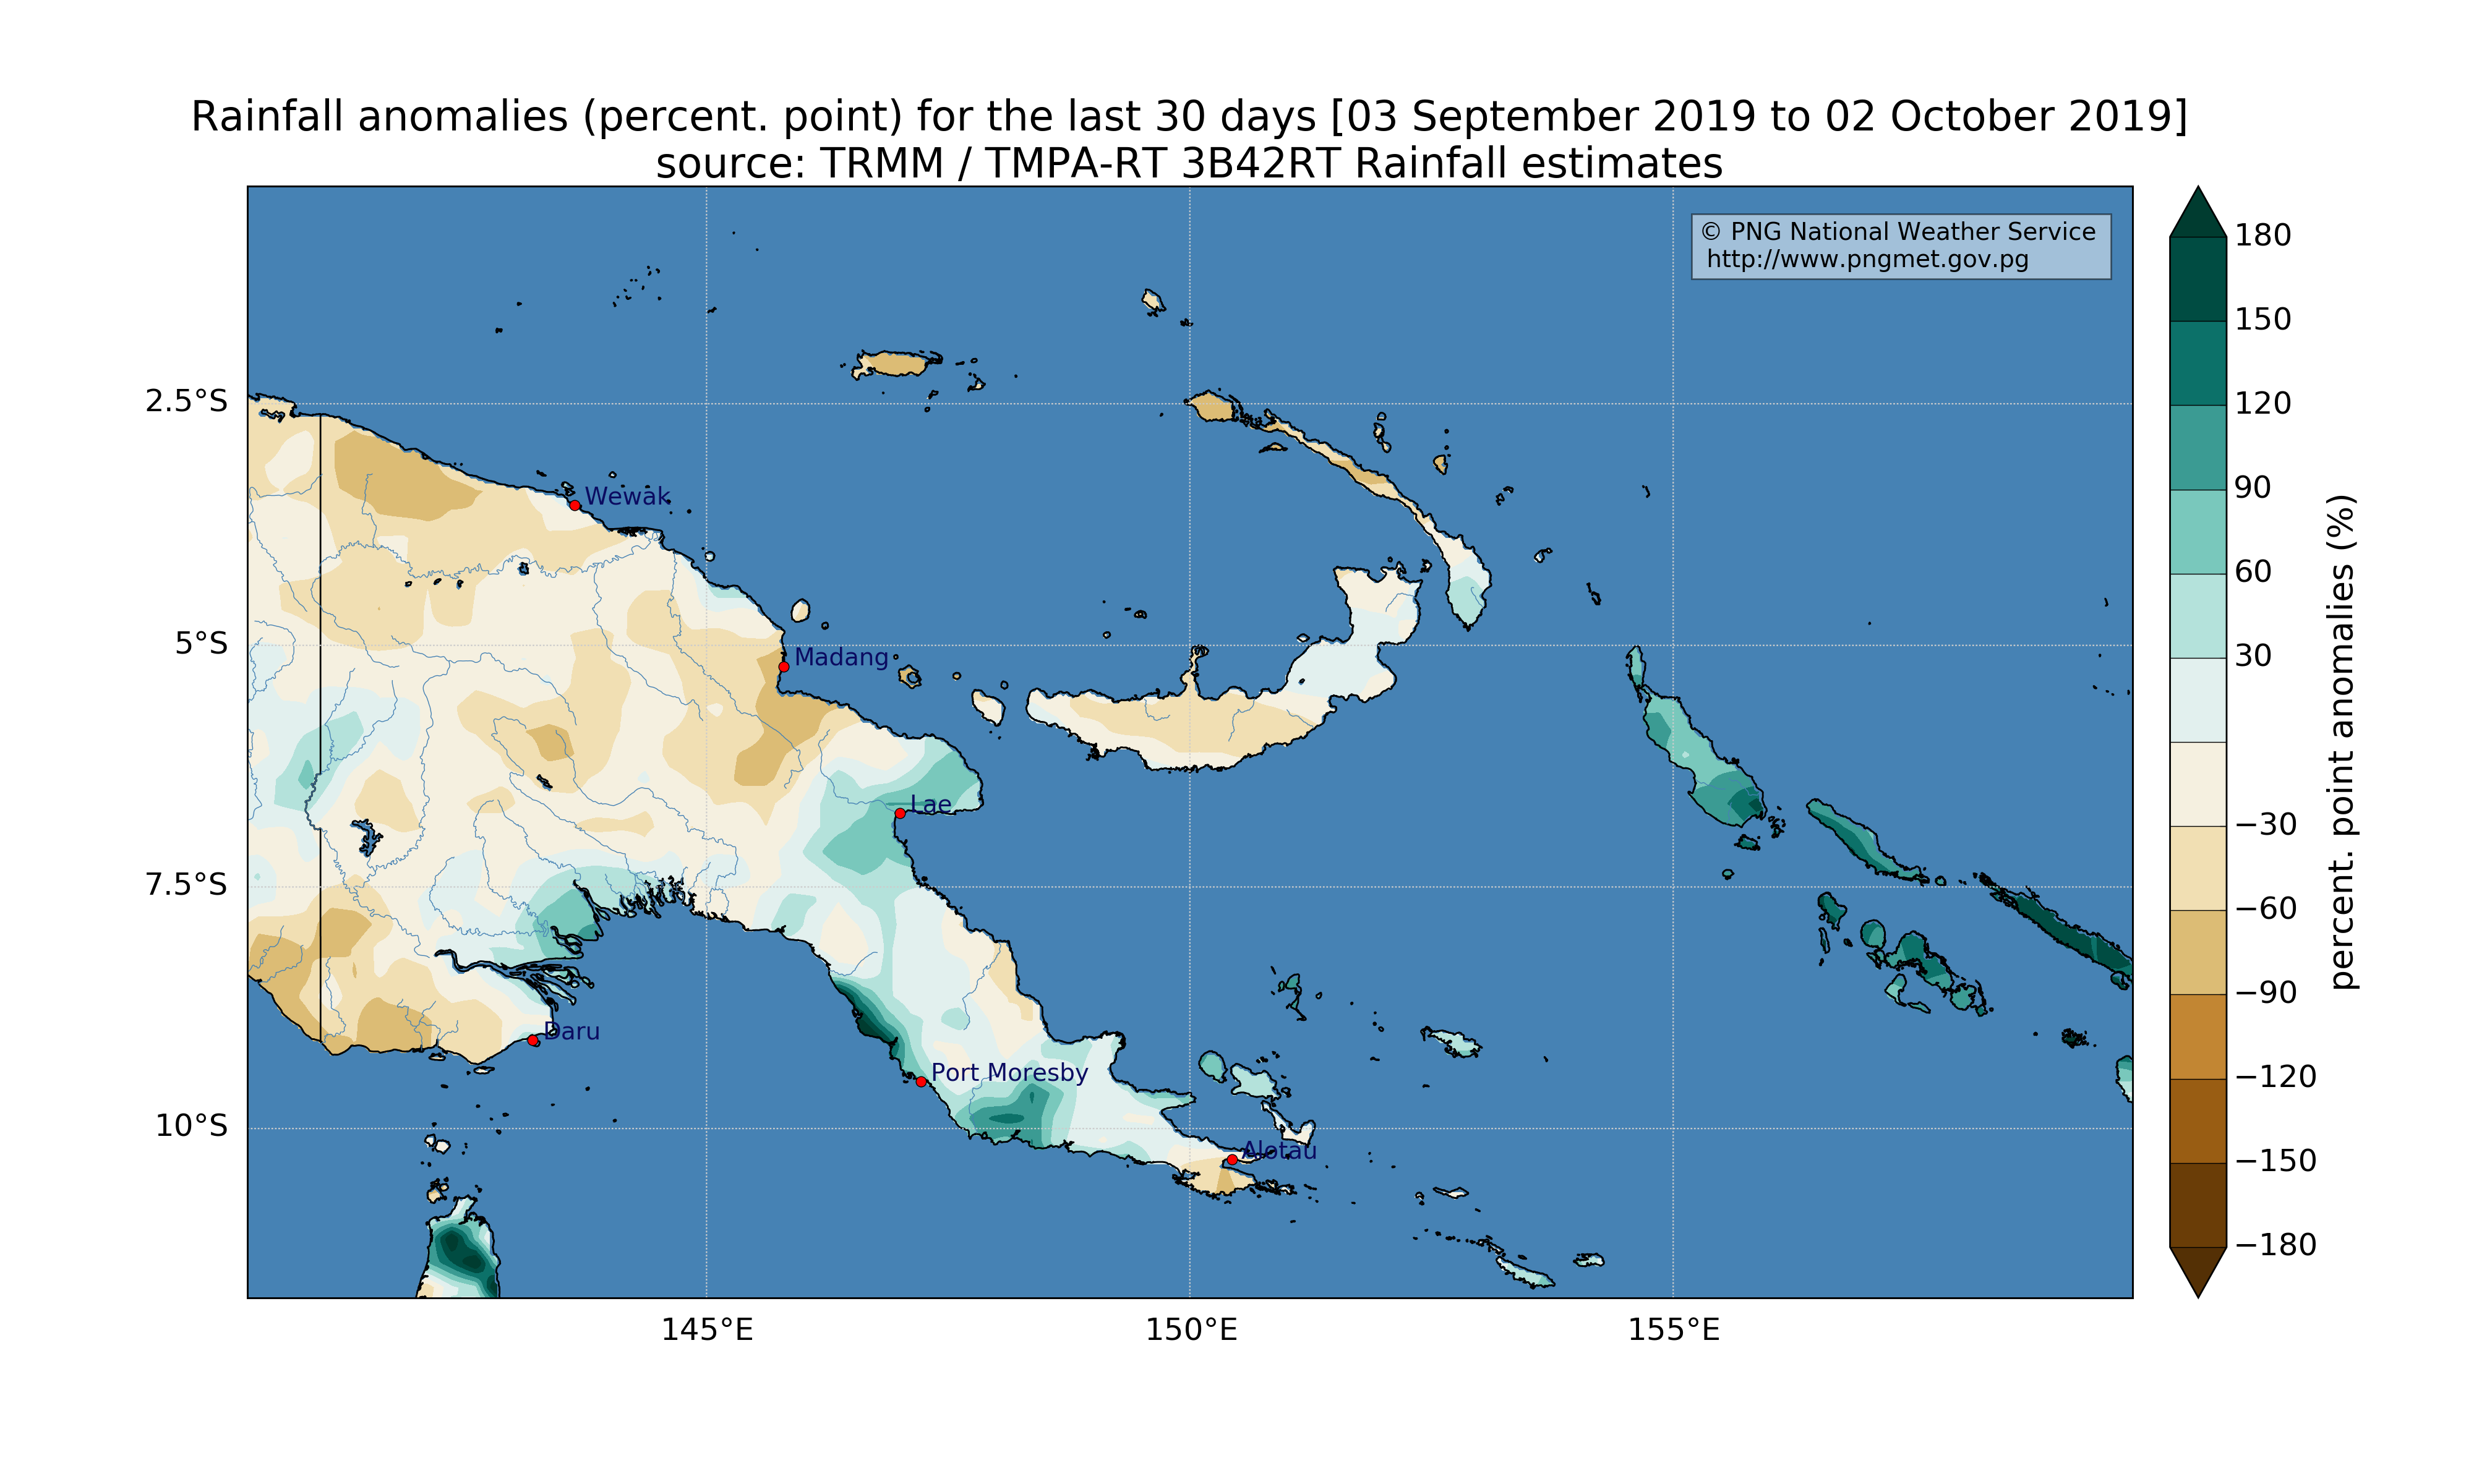 Rainfall anomalies (percent. point) for the last 30 days [03 September 2019 to 02 October 2019]
source: TRMM / TMPA-RT 3B42RT Rainfall estimates
© PNG National Weather Service
http://www.pngmet.gov.pg
2.5°S
5°S
7.5°S
10°S
Wewak
Madang
Lae
Daru
Port Moresby
Alotau
145°E
150°E
155°E
180
150
120
90
60
30
−30
−60
−90
−120
−150
−180
percent. point anomalies (%)